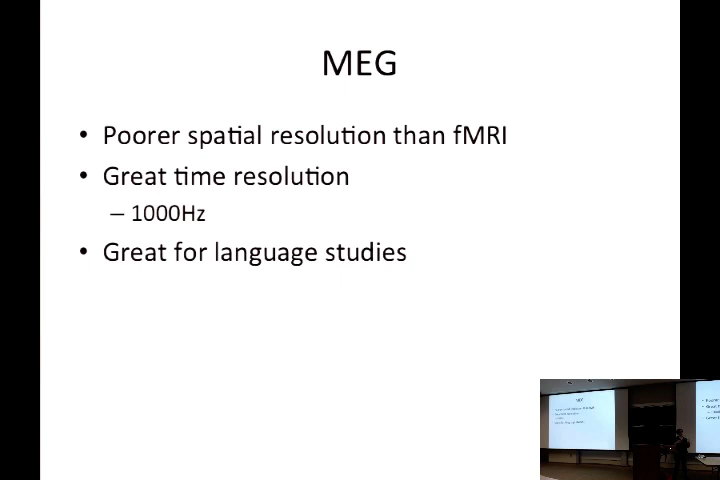 MEG
• Poorer spatial resolution than fMRI
• Great time resolution
– 1000Hz
• Great for language studies